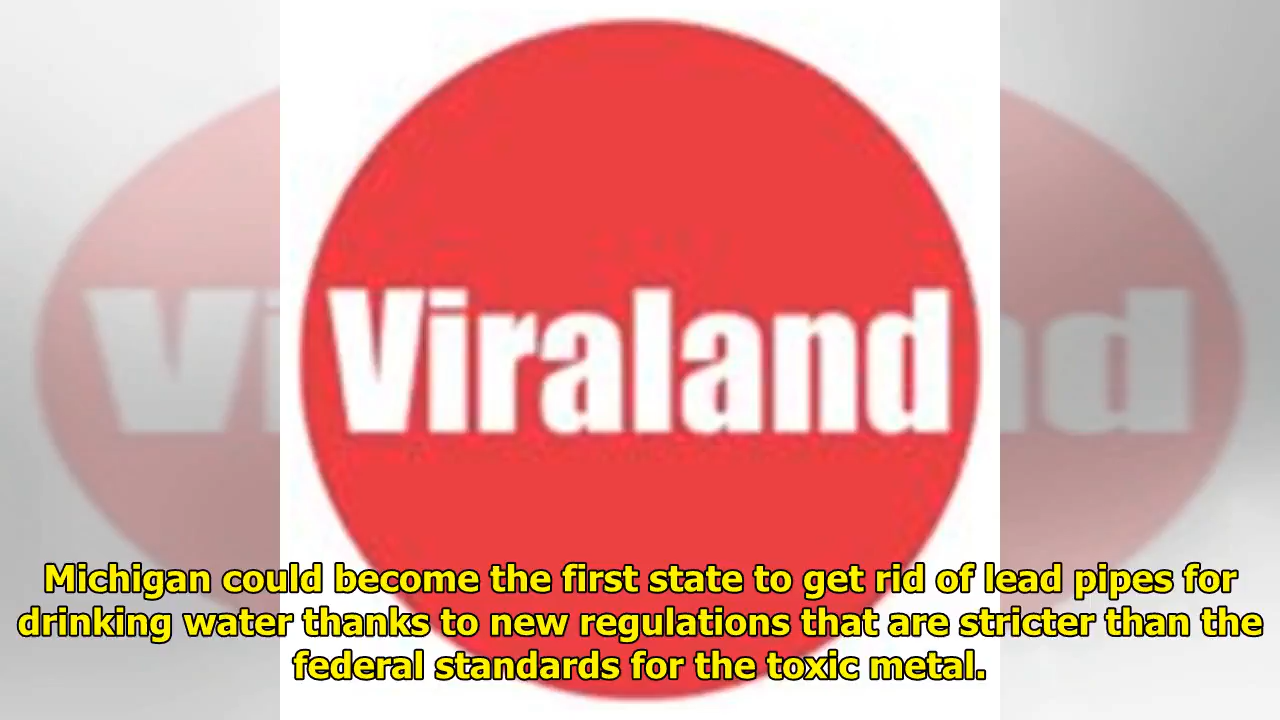 Viraland
Michigan could become the first state to get rid of lead pipes for
drinking water thanks to new regulations that are stricter than the
federal standards for the toxic metal.